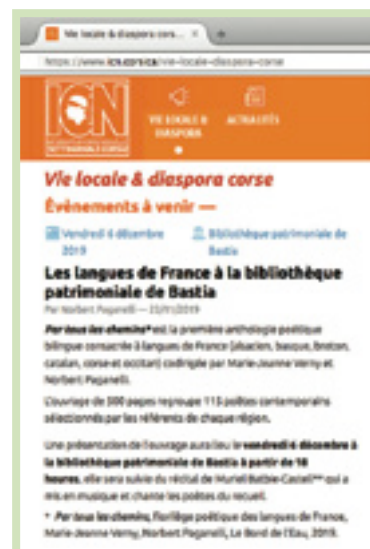 Vie locale & diaspora cors...
https://www.icn.corsica/vie-locale-diaspora-corse
ICN
VIE LOCALE & DIASPORA
ACTUALITÉS
Vie locale & diaspora corse
Évènements à venir —
Vendredi 6 décembre 2019
Bibliothèque patrimoniale de Bastia
Les langues de France à la bibliothèque
patrimoniale de Bastia
Par Norbert Paganelli —
Par tous les chemins* est la première anthologie poétique
bilingue consacrée à langues de France (alsacien, basque, breton,
catalan, corse et occitan) codirigée par Marie-Jeanne Verny et
Norbert Paganelli.
L'ouvrage de 500 pages regroupe 113 poètes contemporains
sélectionnés par les référents de chaque région.
Une présentation de l'ouvrage aura lieu le vendredi 6 décembre à
la bibliothèque patrimoniale de Bastia à partir de 18
heures, elle sera suivie du récital de Muriel Batbie-Castell** qui a
mis en musique et chante les poètes du recueil.
* Par tous les chemins, florilège poétique des langues de France,
Marie-Jeanne Verny, Norbert Paganelli, Le Bord de l'Eau, 2019.